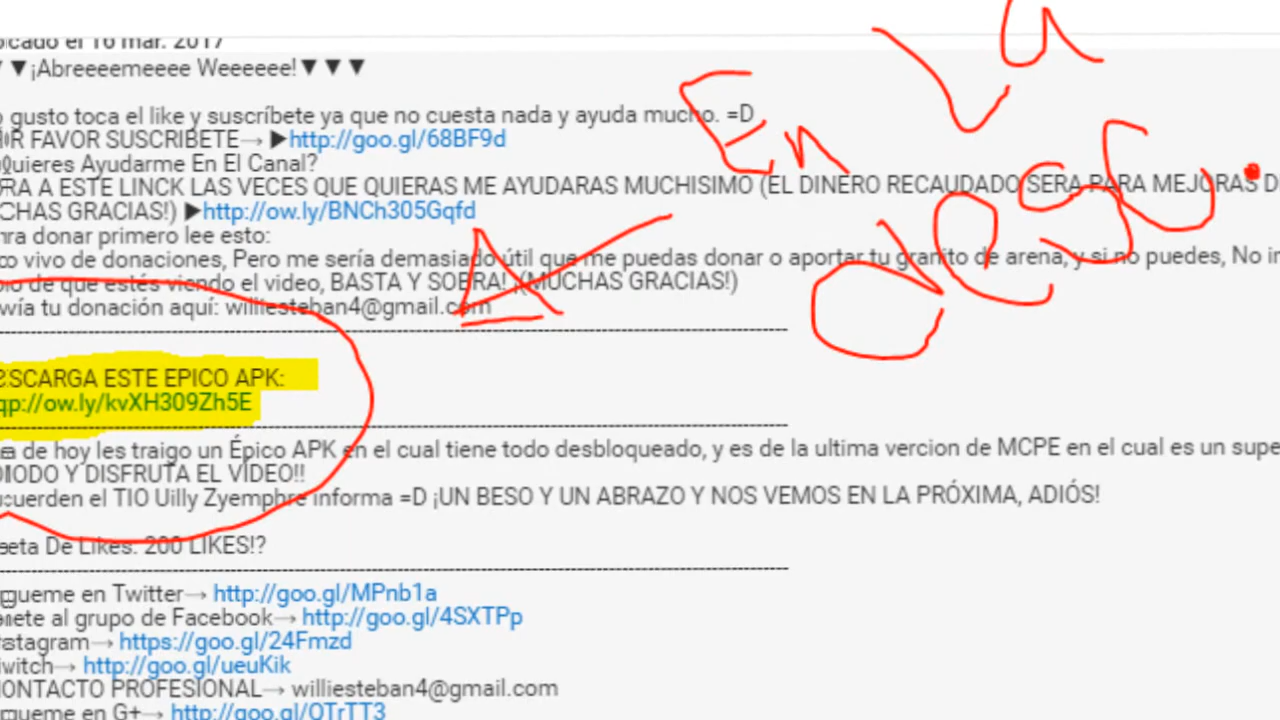 cado el 16 mar. 2017
▼▼¡Abreeeemeeee Weeeeee!▼▼▼
gusto toca el like y suscríbete ya que no cuesta nada y ayuda mucho. =D
R FAVOR SUSCRIBETE→ ▶http://goo.gl/68BF9d
uieres Ayudarme En El Canal?
RA A ESTE LINCK LAS VECES QUE QUIERAS ME AYUDARAS MUCHISIMO (EL DINERO RECAUDADO SERA PARA MEJORAS D
CHAS GRACIAS!) ▶http://ow.ly/BNCh305Gqfd
ra donar primero lee esto:
o vivo de donaciones, Pero me sería demasiado útil que me puedas donar o aportar tu granito de arena, y si no puedes, No in
o de que estés viendo el video, BASTA Y SOBRA! ¡(MUCHAS GRACIAS!)
vía tu donación aquí: williesteban4@gmail.com
En La desc.
SCARGA ESTE EPICO APK:
p://ow.ly/kvXH309Zh5E
a de hoy les traigo un Épico APK en el cual tiene todo desbloqueado, y es de la ultima vercion de MCPE en el cual es un supe
ODO Y DISFRUTA EL VÍDEO!!
cuerden el TIO Uilly Zyemphre informa =D ¡UN BESO Y UN ABRAZO Y NOS VEMOS EN LA PRÓXIMA, ADIÓS!
eta De Likes: 200 LIKES!?
gueme en Twitter→ http://goo.gl/MPnb1a
nete al grupo de Facebook→ http://goo.gl/4SXTPp
stagram→ https://goo.gl/24Fmzd
witch→ http://goo.gl/ueuKik
ONTACTO PROFESIONAL→ williesteban4@gmail.com
gueme en G+→ http://goo.gl/OTrTT3